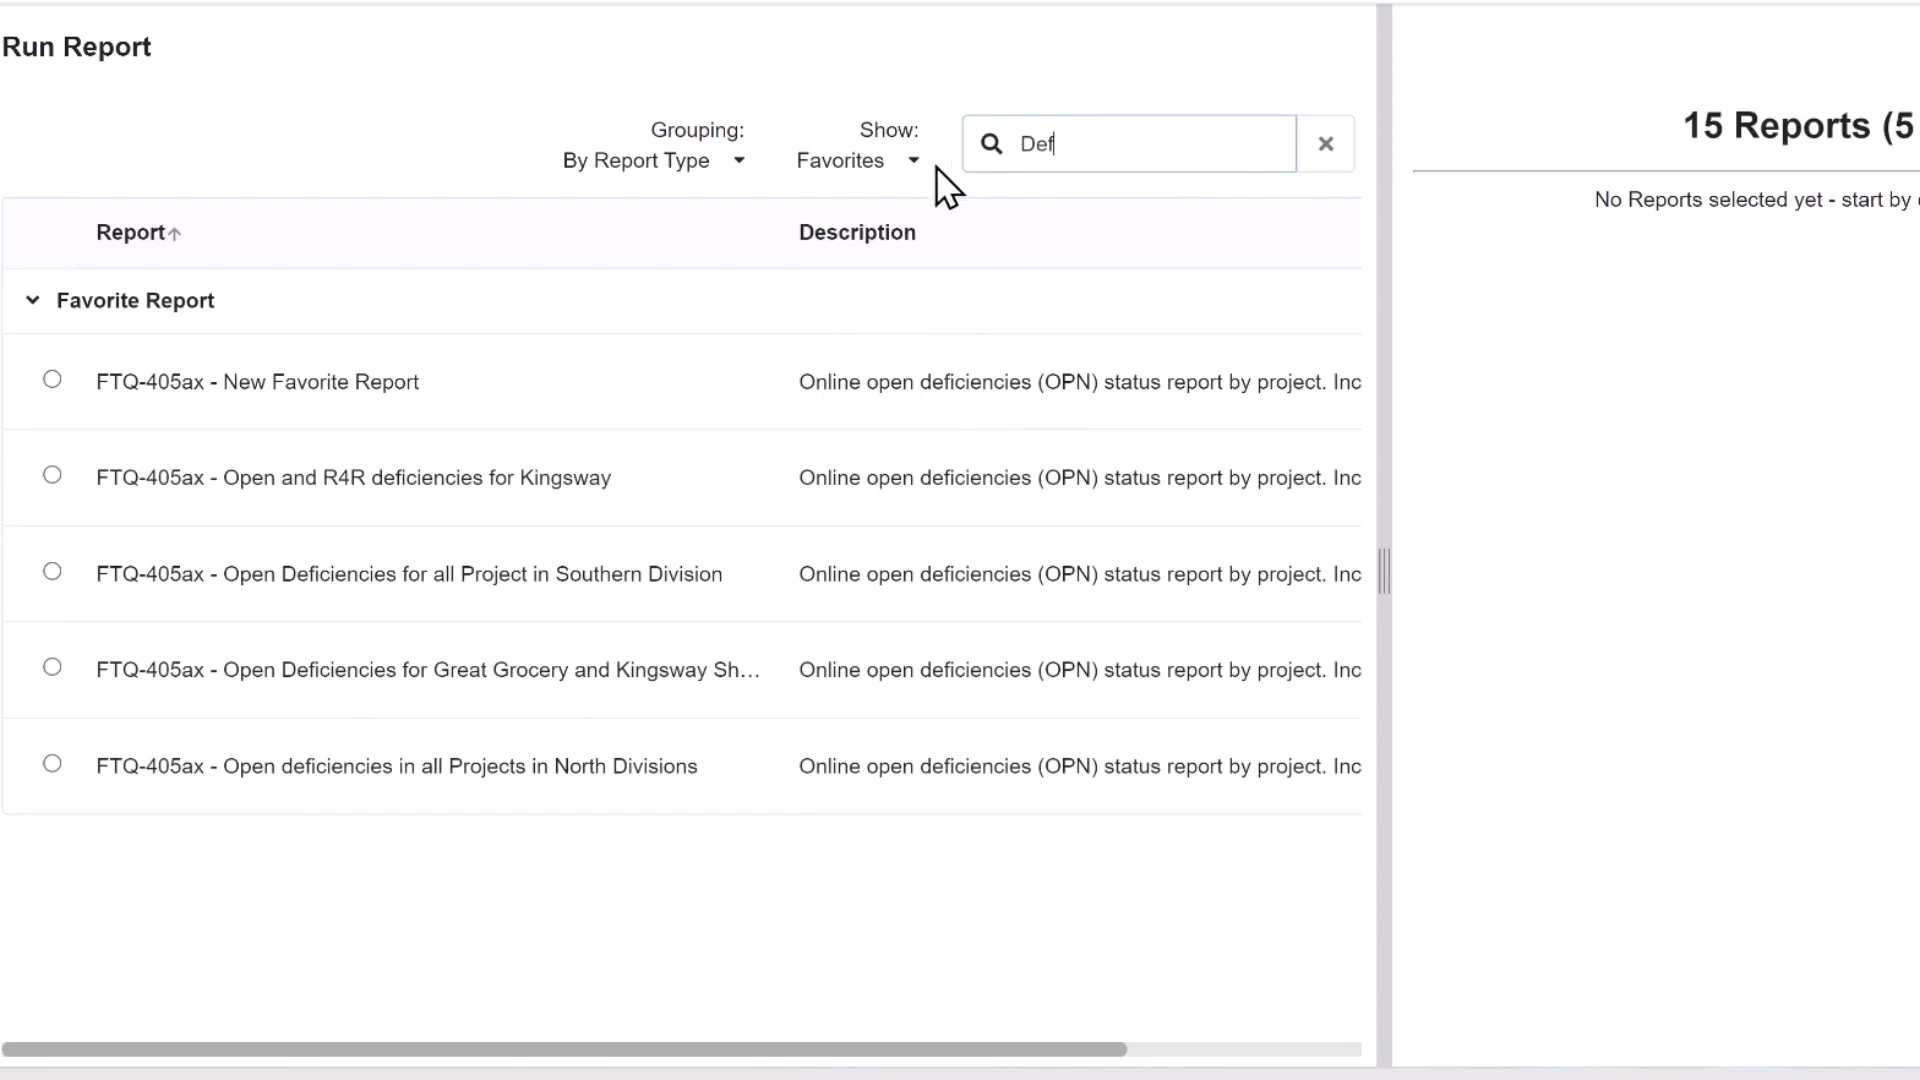 Run Report
Grouping:
By Report Type
Show:
Favorites
Def
15 Reports (5
No Reports selected yet - start by
Report
Description
Favorite Report
FTQ-405ax - New Favorite Report
Online open deficiencies (OPN) status report by project. Inc
FTQ-405ax - Open and R4R deficiencies for Kingsway
Online open deficiencies (OPN) status report by project. Inc
FTQ-405ax - Open Deficiencies for all Project in Southern Division
Online open deficiencies (OPN) status report by project. Inc
FTQ-405ax - Open Deficiencies for Great Grocery and Kingsway Sh...
Online open deficiencies (OPN) status report by project. Inc
FTQ-405ax - Open deficiencies in all Projects in North Divisions
Online open deficiencies (OPN) status report by project. Inc